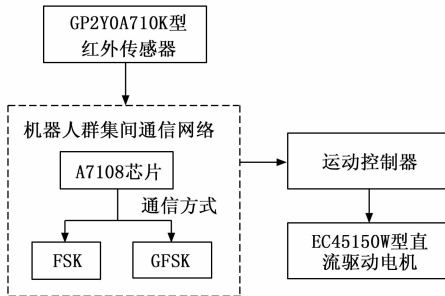 GP2Y0A710K型
红外传感器
机器人群集间通信网络
A7108芯片
通信方式
FSK
GFSK
运动控制器
EC45150W型直
流驱动电机